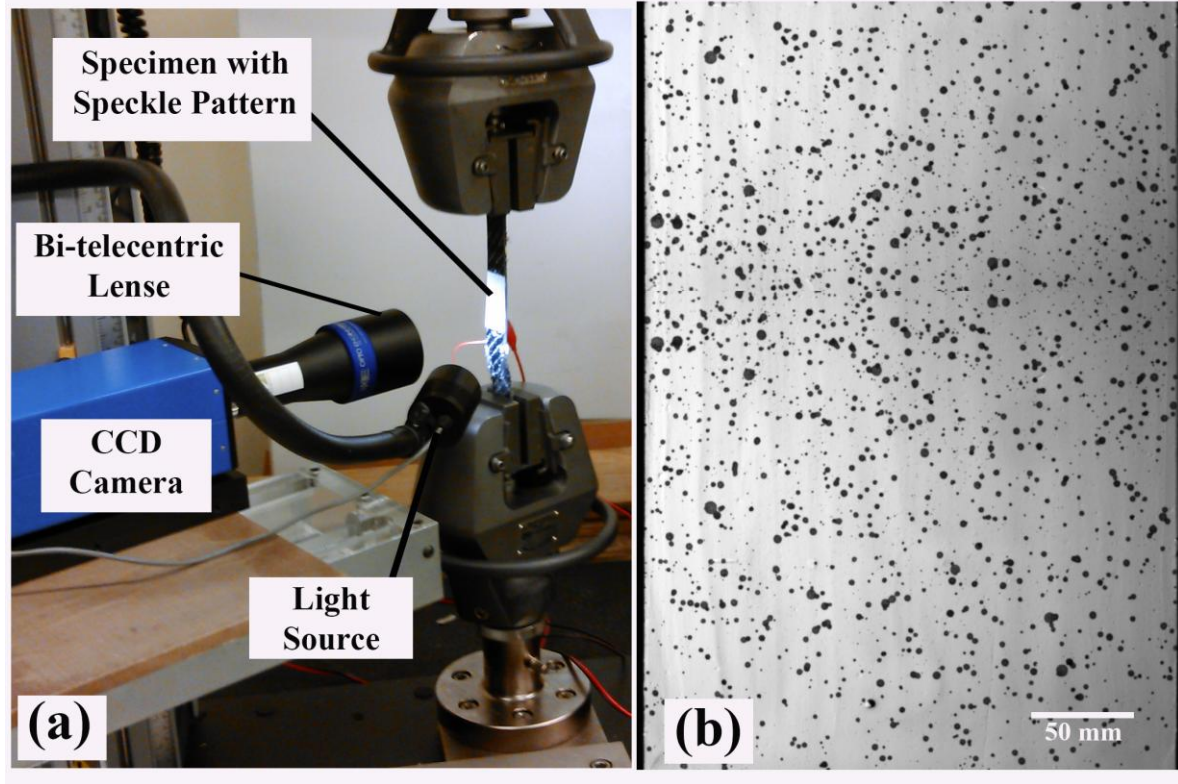 Specimen with
Speckle Pattern
Bi-telecentric
Lense
CCD
Camera
Light
Source
(a)
(b)
50 mm